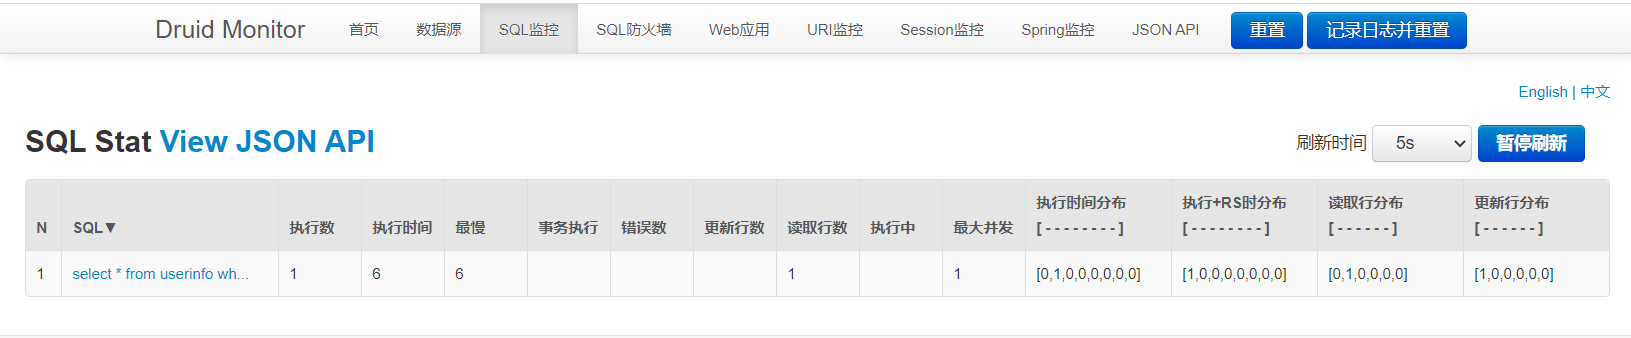 Druid Monitor 首页 数据源 SQL监控 SQL防火墙 Web应用 URI监控 Session监控 Spring监控 JSON API 重置 记录日志并重置
English | 中文
SQL Stat View JSON API 刷新时间 5s 暂停刷新
N SQL▼ 执行数 执行时间 最慢 事务执行 错误数 更新行数 读取行数 执行中 最大并发 执行时间分布 [ - - - - - - - - ] 执行+RS时分布 [ - - - - - - - - ] 读取行分布 [ - - - - - - ] 更新行分布 [ - - - - - - ]
1 select * from userinfo wh... 1 6 6 1 1 [0,1,0,0,0,0,0,0] [1,0,0,0,0,0,0,0] [0,1,0,0,0,0] [1,0,0,0,0,0]